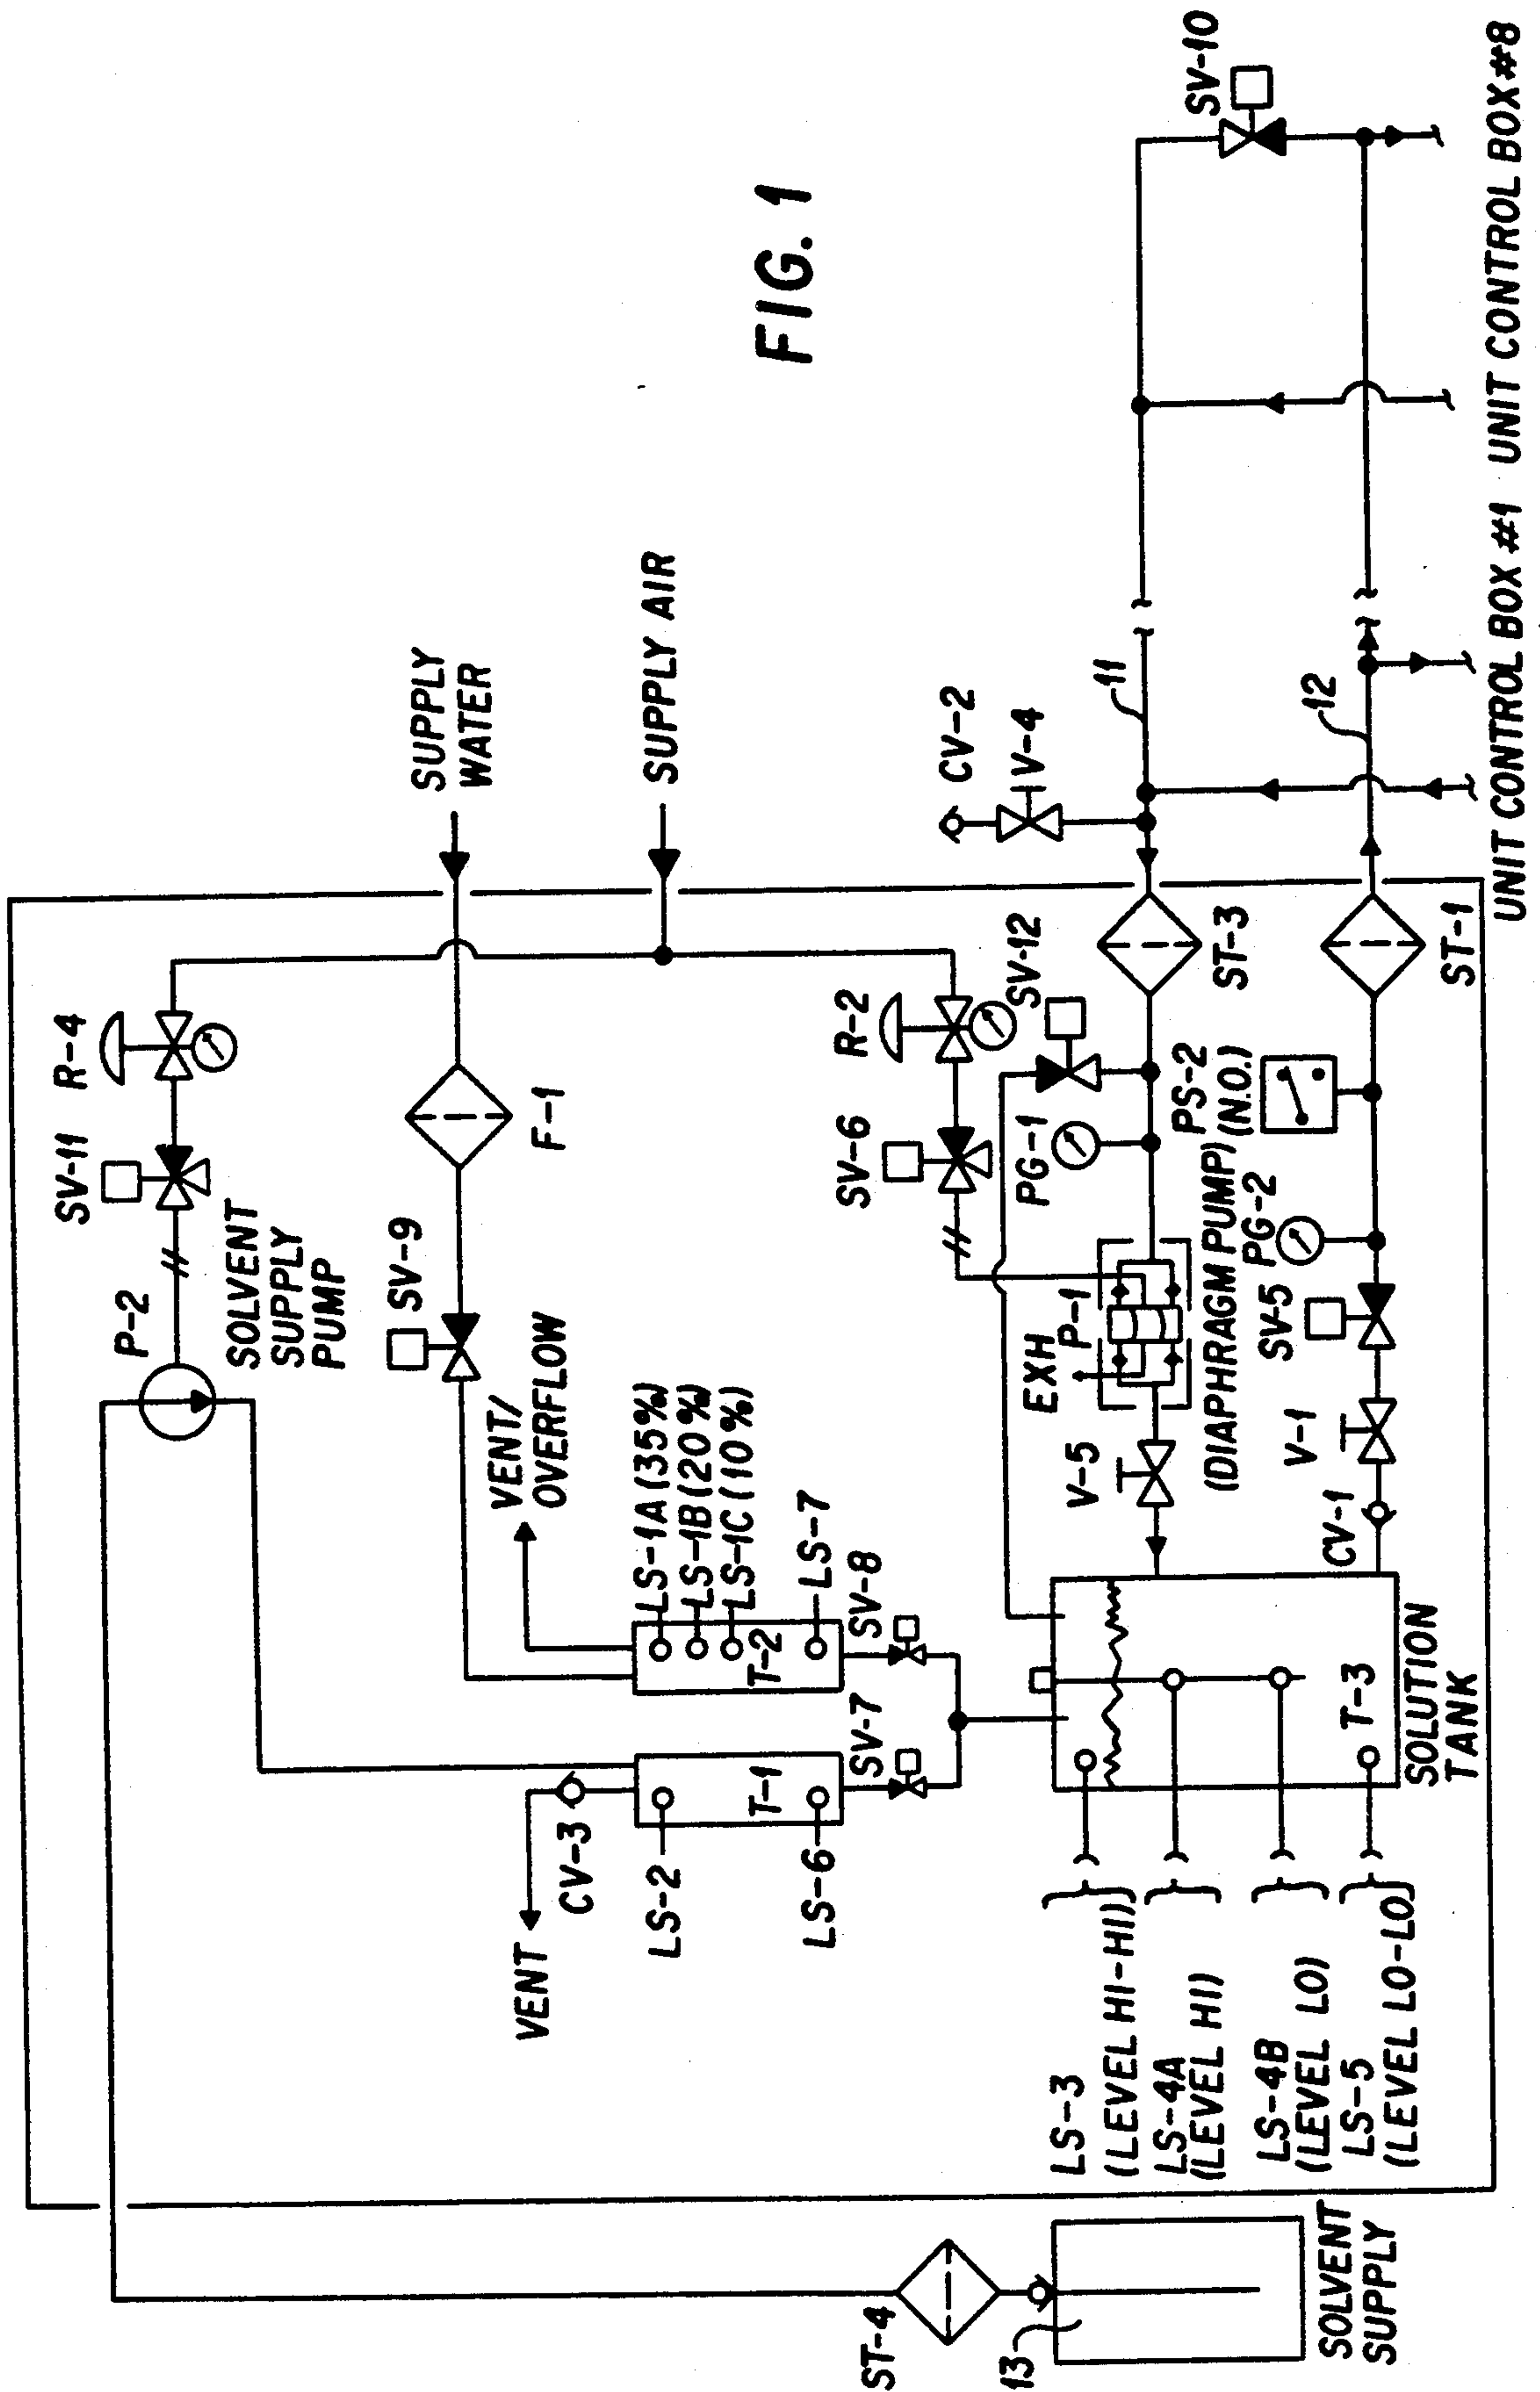 FIG. 1
R-4
SV-11
P-2
SOLVENT
SUPPLY
PUMP
SUPPLY
WATER
F-1
SV-9
VENT/
OVERFLOW
SUPPLY AIR
LS-1A (35%)
LS-1B (20%)
LS-1C (10%)
LS-7
T-2
SV-8
VENT
CV-3
LS-2
LS-6
T-1
SV-7
R-2
SV-6
SV-12
PG-1
ST-3
CV-2
V-4
11
SV-10
EXH
P-1
(DIAPHRAGM PUMP)
V-5
PS-2
(N.O.)
PG-2
SV-5
V-1
CV-1
ST-1
12
UNIT CONTROL BOX #1
UNIT CONTROL BOX #8
T-3
SOLUTION
TANK
LS-3
(LEVEL HI-HI)
LS-4A
(LEVEL HI)
LS-4B
(LEVEL LO)
LS-5
(LEVEL LO-LO)
ST-4
13
SOLVENT
SUPPLY